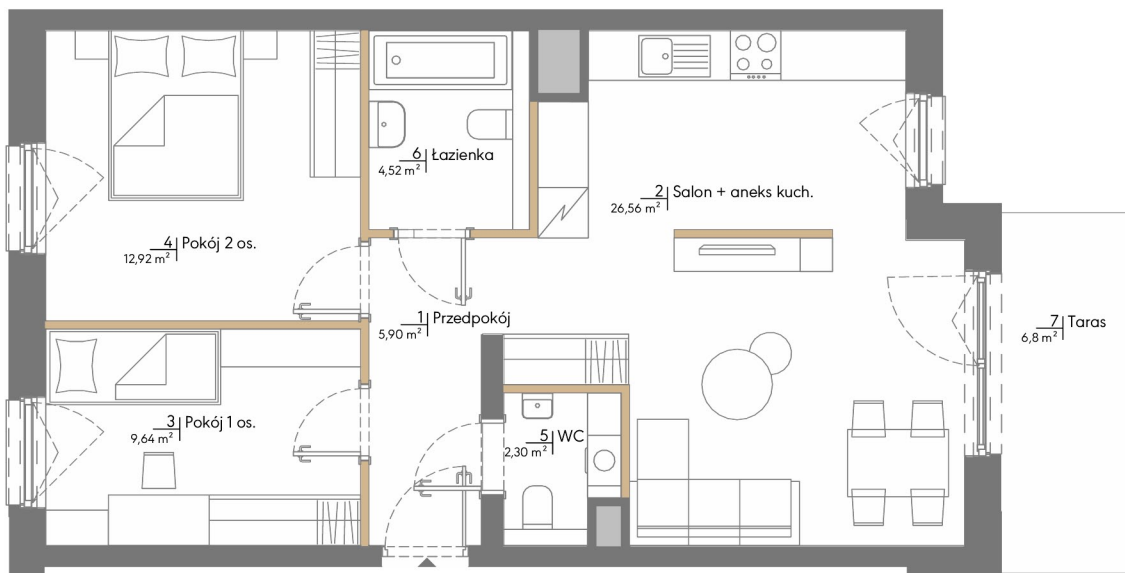 6 Łazienka
4,52 m²
2 Salon + aneks kuch.
26,56 m²
4 Pokój 2 os.
12,92 m²
1 Przedpokój
5,90 m²
7 Taras
6,8 m²
3 Pokój 1 os.
9,64 m²
5 WC
2,30 m²